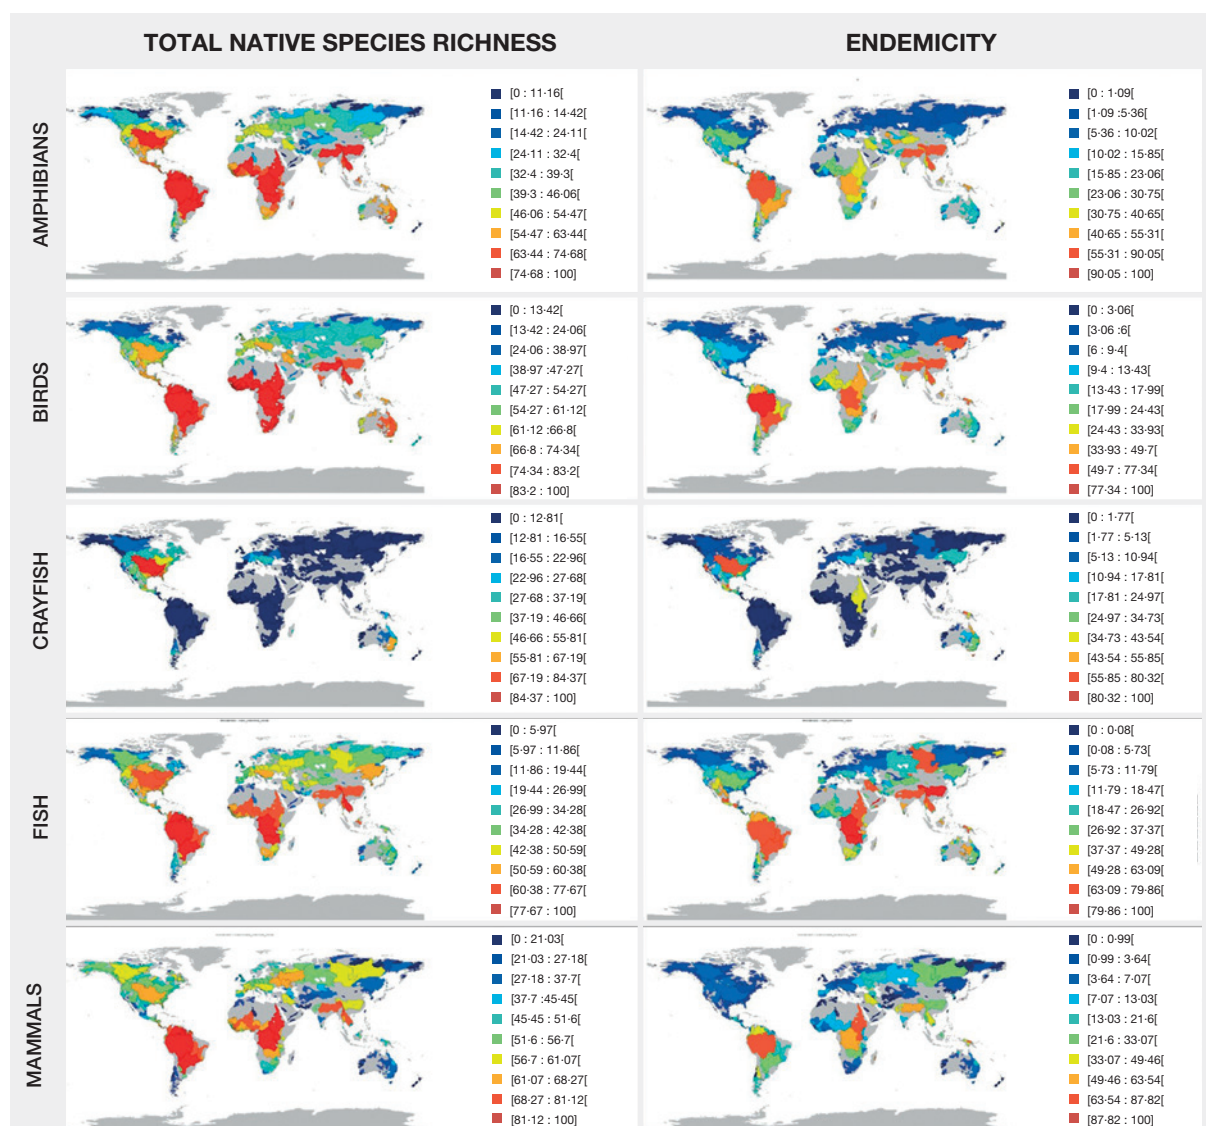 TOTAL NATIVE SPECIES RICHNESS
ENDEMICITY
AMPHIBIANS
[0 : 11·16[
[11·16 : 14·42[
[14·42 : 24·11[
[24·11 : 32·4[
[32·4 : 39·3[
[39·3 : 46·06[
[46·06 : 54·47[
[54·47 : 63·44[
[63·44 : 74·68[
[74·68 : 100]
[0 : 1·09[
[1·09 : 5·36[
[5·36 : 10·02[
[10·02 : 15·85[
[15·85 : 23·06[
[23·06 : 30·75[
[30·75 : 40·65[
[40·65 : 55·31[
[55·31 : 90·05[
[90·05 : 100]
BIRDS
[0 : 13·42[
[13·42 : 24·06[
[24·06 : 38·97[
[38·97 :47·27[
[47·27 : 54·27[
[54·27 : 61·12[
[61·12 :66·8[
[66·8 : 74·34[
[74·34 : 83·2[
[83·2 : 100]
[0 : 3·06[
[3·06 :6[
[6 : 9·4[
[9·4 : 13·43[
[13·43 : 17·99[
[17·99 : 24·43[
[24·43 : 33·93[
[33·93 : 49·7[
[49·7 : 77·34[
[77·34 : 100]
CRAYFISH
[0 : 12·81[
[12·81 : 16·55[
[16·55 : 22·96[
[22·96 : 27·68[
[27·68 : 37·19[
[37·19 : 46·66[
[46·66 : 55·81[
[55·81 : 67·19[
[67·19 : 84·37[
[84·37 : 100]
[0 : 1·77[
[1·77 : 5·13[
[5·13 : 10·94[
[10·94 : 17·81[
[17·81 : 24·97[
[24·97 : 34·73[
[34·73 : 43·54[
[43·54 : 55·85[
[55·85 : 80·32[
[80·32 : 100]
FISH
[0 : 5·97[
[5·97 : 11·86[
[11·86 : 19·44[
[19·44 : 26·99[
[26·99 : 34·28[
[34·28 : 42·38[
[42·38 : 50·59[
[50·59 : 60·38[
[60·38 : 77·67[
[77·67 : 100]
[0 : 0·08[
[0·08 : 5·73[
[5·73 : 11·79[
[11·79 : 18·47[
[18·47 : 26·92[
[26·92 : 37·37[
[37·37 : 49·28[
[49·28 : 63·09[
[63·09 : 79·86[
[79·86 : 100]
MAMMALS
[0 : 21·03[
[21·03 : 27·18[
[27·18 : 37·7[
[37·7 :45·45[
[45·45 : 51·6[
[51·6 : 56·7[
[56·7 : 61·07[
[61·07 : 68·27[
[68·27 : 81·12[
[81·12 : 100]
[0 : 0·99[
[0·99 : 3·64[
[3·64 : 7·07[
[7·07 : 13·03[
[13·03 : 21·6[
[21·6 : 33·07[
[33·07 : 49·46[
[49·46 : 63·54[
[63·54 : 87·82[
[87·82 : 100]